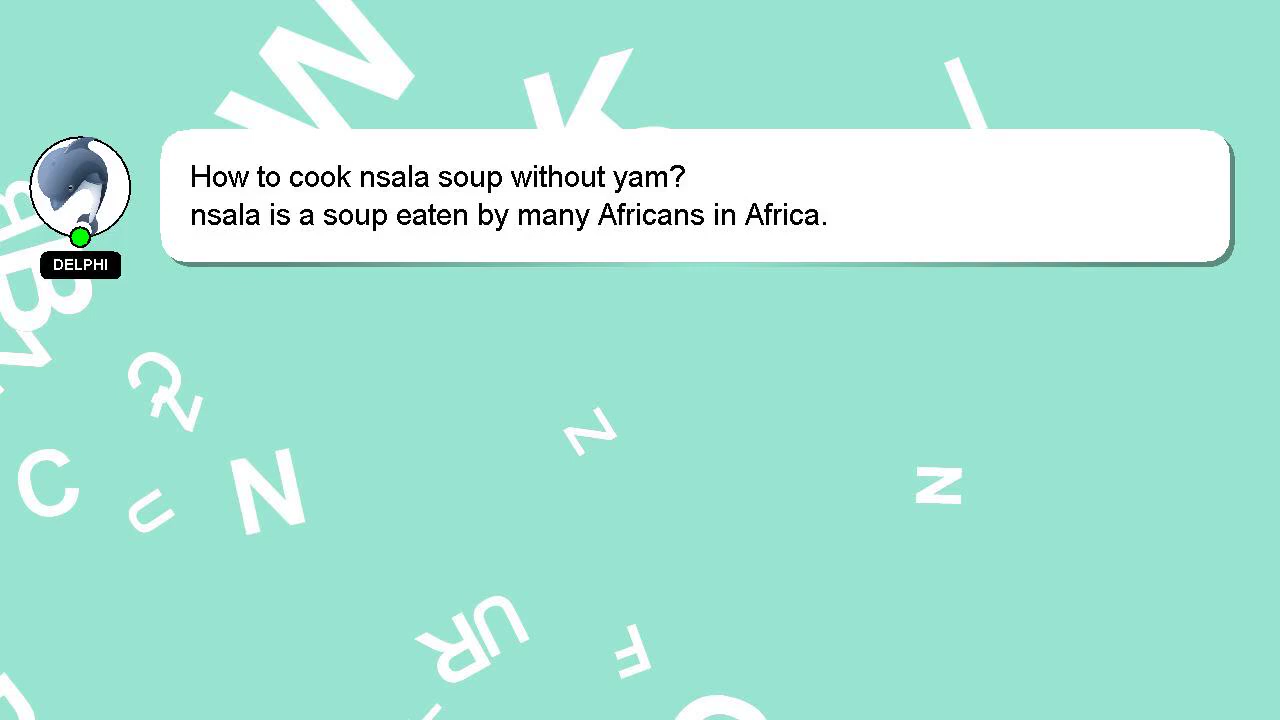 How to cook nsala soup without yam?
nsala is a soup eaten by many Africans in Africa.
DELPHI